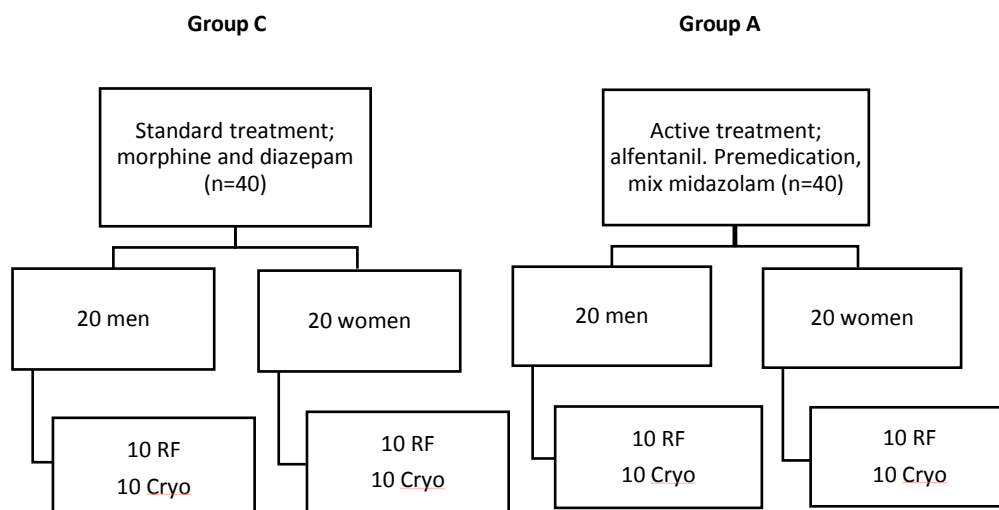 Group C
Group A
Standard treatment;
morphine and diazepam
(n=40)
Active treatment;
alfentanil. Premedication,
mix midazolam (n=40)
20 men
20 women
20 men
20 women
10 RF
10 Cryo
10 RF
10 Cryo
10 RF
10 Cryo
10 RF
10 Cryo